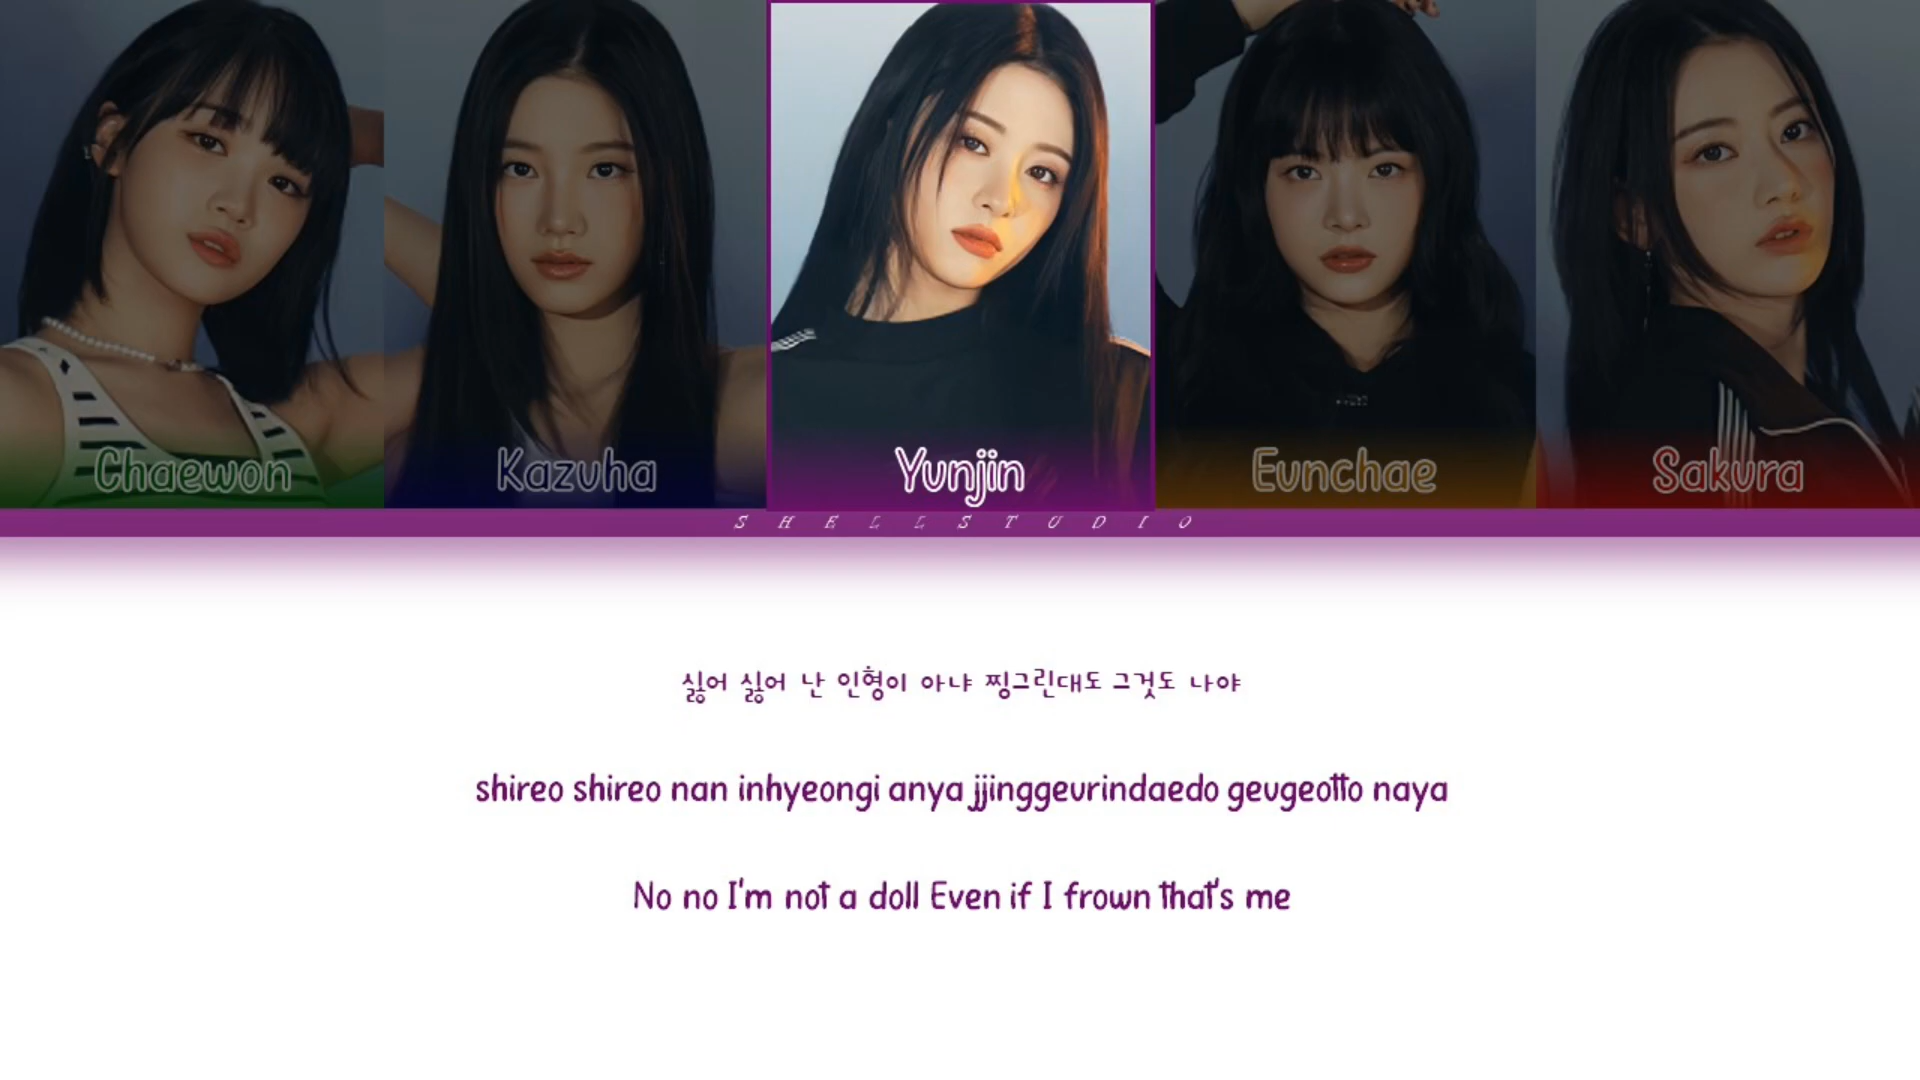 Chaewon Kazuha Yunjin Eunchae Sakura
SHELLSTUDIO
싫어 싫어 난 인형이 아냐 찡그린대도 그것도 나야
shireo shireo nan inhyeongi anya jjinggeurindaedo geugeotto naya
No no I'm not a doll Even if I frown that's me